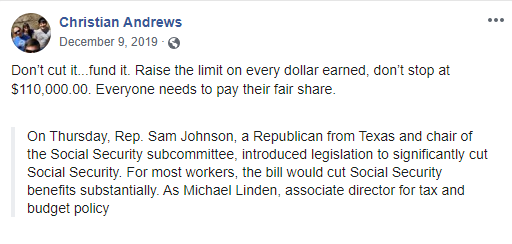 Christian Andrews
December 9, 2019 ·
Don’t cut it...fund it. Raise the limit on every dollar earned, don’t stop at
$110,000.00. Everyone needs to pay their fair share.
On Thursday, Rep. Sam Johnson, a Republican from Texas and chair of
the Social Security subcommittee, introduced legislation to significantly cut
Social Security. For most workers, the bill would cut Social Security
benefits substantially. As Michael Linden, associate director for tax and
budget policy